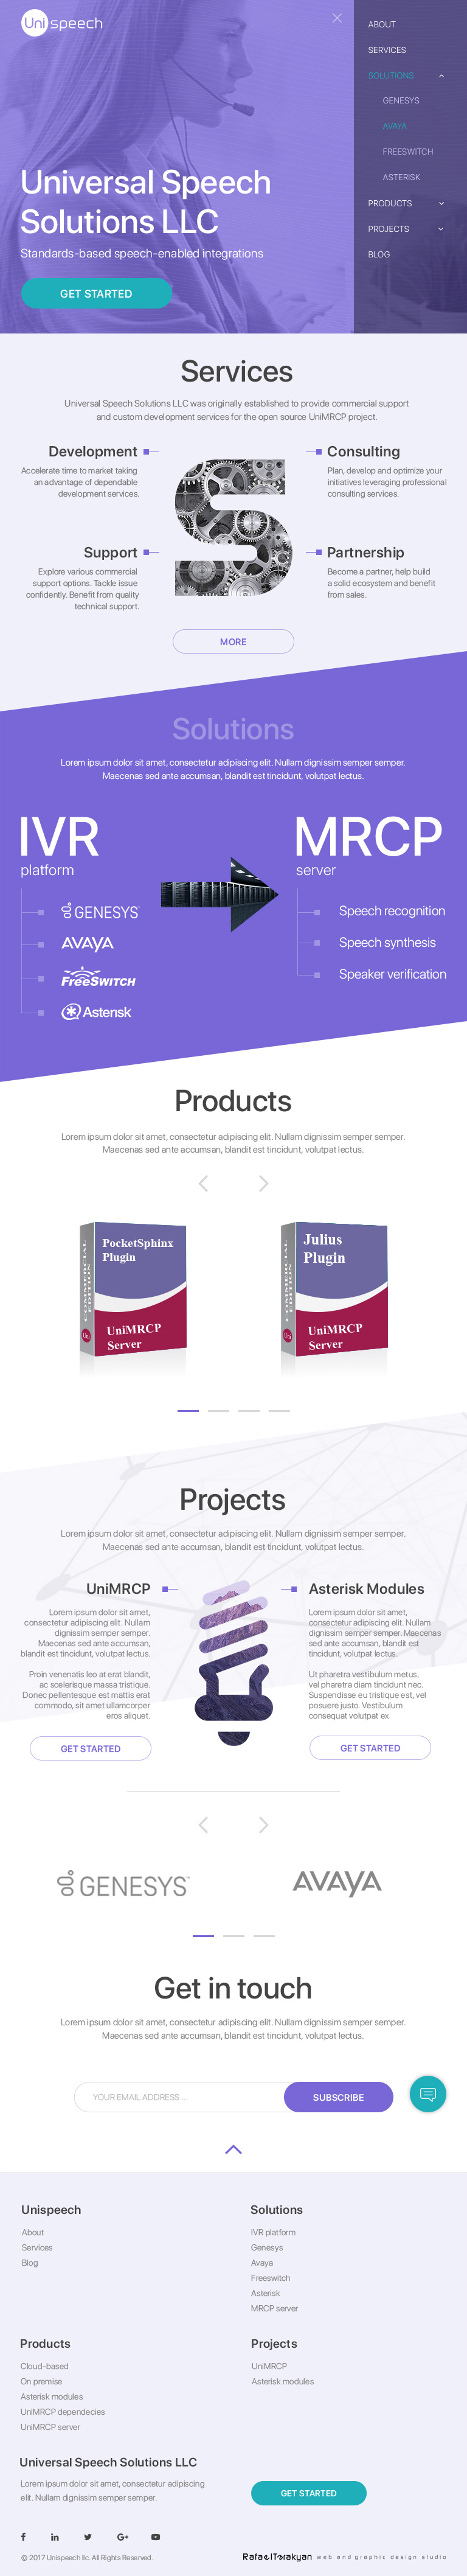 Uni speech
ABOUT
SERVICES
SOLUTIONS
GENESYS
AVAYA
FREESWITCH
ASTERISK
PRODUCTS
PROJECTS
BLOG
Universal Speech
Solutions LLC
Standards-based speech-enabled integrations
GET STARTED
Services
Universal Speech Solutions LLC was originally established to provide commercial support
and custom development services for the open source UniMRCP project.
Development
Accelerate time to market taking
an advantage of dependable
development services.
Consulting
Plan, develop and optimize your
initiatives leveraging professional
consulting services.
Support
Explore various commercial
support options. Tackle issue
confidently. Benefit from quality
technical support.
Partnership
Become a partner, help build
a solid ecosystem and benefit
from sales.
MORE
Solutions
Lorem ipsum dolor sit amet, consectetur adipiscing elit. Nullam dignissim semper semper.
Maecenas sed ante accumsan, blandit est tincidunt, volutpat lectus.
IVR
platform
GENESYS
AVAYA
FreeSWITCH
Asterisk
MRCP
server
Speech recognition
Speech synthesis
Speaker verification
Products
Lorem ipsum dolor sit amet, consectetur adipiscing elit. Nullam dignissim semper semper.
Maecenas sed ante accumsan, blandit est tincidunt, volutpat lectus.
COMMERCIAL
EDITION
Uni
PocketSphinx
Plugin
UniMRCP
Server
COMMERCIAL
EDITION
Uni
Julius
Plugin
UniMRCP
Server
Projects
Lorem ipsum dolor sit amet, consectetur adipiscing elit. Nullam dignissim semper semper.
Maecenas sed ante accumsan, blandit est tincidunt, volutpat lectus.
UniMRCP
Lorem ipsum dolor sit amet,
consectetur adipiscing elit. Nullam
dignissim semper semper.
Maecenas sed ante accumsan,
blandit est tincidunt, volutpat lectus.
Proin venenatis leo at erat blandit,
ac scelerisque massa tristique.
Donec pellentesque est mattis erat
commodo, sit amet ullamcorper
eros aliquet.
GET STARTED
Asterisk Modules
Lorem ipsum dolor sit amet,
consectetur adipiscing elit. Nullam
dignissim semper semper. Maecenas
sed ante accumsan, blandit est
tincidunt, volutpat lectus.
Ut pharetra vestibulum metus,
vel pharetra diam tincidunt nec.
Suspendisse eu tristique est, vel
posuere justo. Vestibulum
consequat volutpat ex
GET STARTED
GENESYS
AVAYA
Get in touch
Lorem ipsum dolor sit amet, consectetur adipiscing elit. Nullam dignissim semper semper.
Maecenas sed ante accumsan, blandit est tincidunt, volutpat lectus.
YOUR EMAIL ADDRESS ...
SUBSCRIBE
Unispeech
About
Services
Blog
Solutions
IVR platform
Genesys
Avaya
Freeswitch
Asterisk
MRCP server
Products
Cloud-based
On premise
Asterisk modules
UniMRCP dependecies
UniMRCP server
Projects
UniMRCP
Asterisk modules
Universal Speech Solutions LLC
Lorem ipsum dolor sit amet, consectetur adipiscing
elit. Nullam dignissim semper semper.
GET STARTED
© 2017 Unispeech llc. All Rights Reserved.
web and graphic design studio